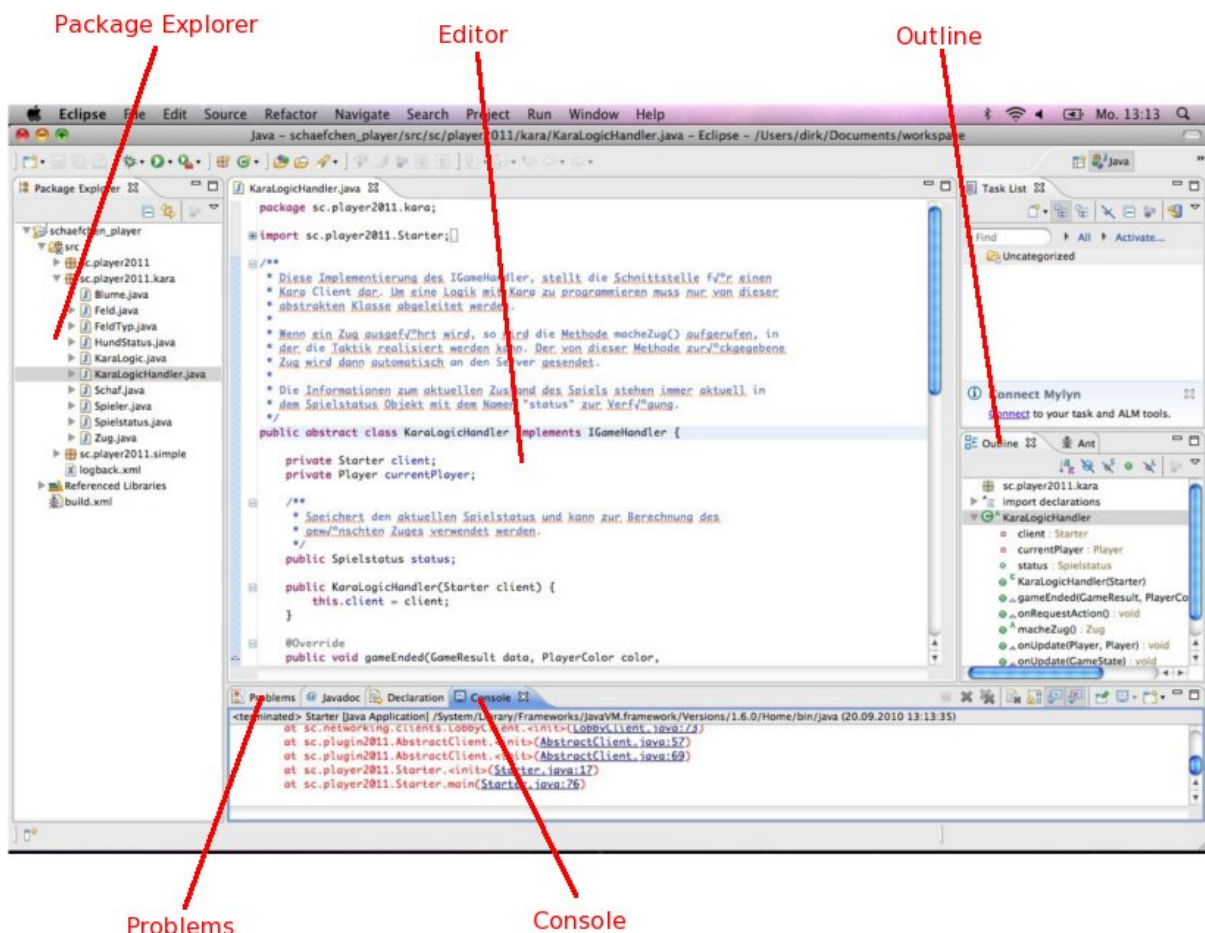 Package Explorer
Editor
Outline
Eclipse File Edit Source Refactor Navigate Search Project Run Window Help
Mo. 13:13
Java – schaefchen_player/src/sc/player2011/kara/KaraLogicHandler.java – Eclipse – /Users/dirk/Documents/workspace
Java
Package Explorer
schaefchen_player
src
sc.player2011
sc.player2011.kara
Blume.java
Feld.java
FeldTyp.java
HundStatus.java
KaraLogic.java
KaraLogicHandler.java
Schaf.java
Spieler.java
Spielstatus.java
Zug.java
sc.player2011.simple
logback.xml
Referenced Libraries
build.xml
KaraLogicHandler.java
package sc.player2011.kara;
import sc.player2011.Starter;
/**
* Diese Implementierung des IGameHandler, stellt die Schnittstelle f√ºr einen
* Kara Client dar. Um eine Logik mit Kara zu programmieren muss nur von dieser
* abstrakten Klasse abgeleitet werden.
*
* Wenn ein Zug ausgef√ºhrt wird, so wird die Methode macheZug() aufgerufen, in
* der die Taktik realisiert werden kann. Der von dieser Methode zur√ºckgegebene
* Zug wird dann automatisch an den Server gesendet.
*
* Die Informationen zum aktuellen Zustand des Spiels stehen immer aktuell in
* dem Spielstatus Objekt mit dem Namen "status" zur Verf√ºgung.
*/
public abstract class KaraLogicHandler implements IGameHandler {
private Starter client;
private Player currentPlayer;
/**
* Speichert den aktuellen Spielstatus und kann zur Berechnung des
* gew√ºnschten Zuges verwendet werden.
*/
public Spielstatus status;
public KaraLogicHandler(Starter client) {
this.client = client;
}
@Override
public void gameEnded(GameResult data, PlayerColor color,
Task List
Find All Activate...
Uncategorized
Connect Mylyn
Connect to your task and ALM tools.
Outline Ant
sc.player2011.kara
import declarations
KaraLogicHandler
client : Starter
currentPlayer : Player
status : Spielstatus
KaraLogicHandler(Starter)
gameEnded(GameResult, PlayerCo
onRequestAction() : void
macheZug() : Zug
onUpdate(Player, Player) : void
onUpdate(GameState) : void
Problems Javadoc Declaration Console
<terminated> Starter [Java Application] /System/Library/Frameworks/JavaVM.framework/Versions/1.6.0/Home/bin/java (20.09.2010 13:13:35)
at sc.networking.clients.LobbyClient.<init>(LobbyClient.java:73)
at sc.plugin2011.AbstractClient.<init>(AbstractClient.java:57)
at sc.plugin2011.AbstractClient.<init>(AbstractClient.java:69)
at sc.player2011.Starter.<init>(Starter.java:17)
at sc.player2011.Starter.main(Starter.java:76)
Problems
Console